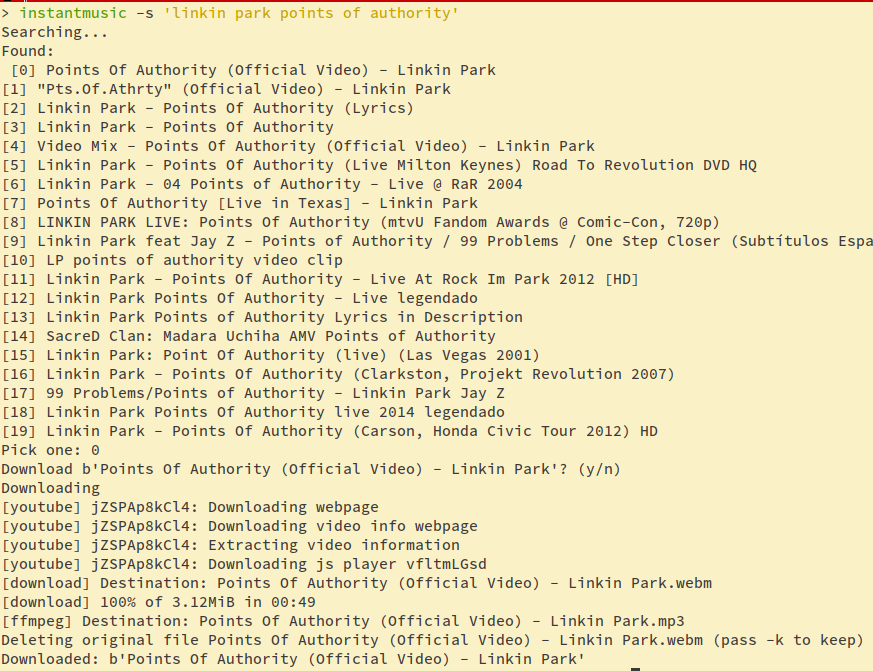 > instantmusic -s 'linkin park points of authority'
Searching...
Found:
[0] Points Of Authority (Official Video) - Linkin Park
[1] "Pts.Of.Athrty" (Official Video) - Linkin Park
[2] Linkin Park - Points Of Authority (Lyrics)
[3] Linkin Park - Points Of Authority
[4] Video Mix - Points Of Authority (Official Video) - Linkin Park
[5] Linkin Park - Points Of Authority (Live Milton Keynes) Road To Revolution DVD HQ
[6] Linkin Park - 04 Points of Authority - Live @ RaR 2004
[7] Points Of Authority [Live in Texas] - Linkin Park
[8] LINKIN PARK LIVE: Points Of Authority (mtvU Fandom Awards @ Comic-Con, 720p)
[9] Linkin Park feat Jay Z - Points of Authority / 99 Problems / One Step Closer (Subtítulos Espa
[10] LP points of authority video clip
[11] Linkin Park - Points Of Authority - Live At Rock Im Park 2012 [HD]
[12] Linkin Park Points Of Authority - Live legendado
[13] Linkin Park Points Of Authority Lyrics in Description
[14] SacreD Clan: Madara Uchiha AMV Points of Authority
[15] Linkin Park: Point Of Authority (live) (Las Vegas 2001)
[16] Linkin Park - Points Of Authority (Clarkston, Projekt Revolution 2007)
[17] 99 Problems/Points of Authority - Linkin Park Jay Z
[18] Linkin Park Points Of Authority live 2014 legendado
[19] Linkin Park - Points Of Authority (Carson, Honda Civic Tour 2012) HD
Pick one: 0
Download b'Points Of Authority (Official Video) - Linkin Park'? (y/n)
Downloading
[youtube] jZSPAp8kCl4: Downloading webpage
[youtube] jZSPAp8kCl4: Downloading video info webpage
[youtube] jZSPAp8kCl4: Extracting video information
[youtube] jZSPAp8kCl4: Downloading js player vfltmLGsd
[download] Destination: Points Of Authority (Official Video) - Linkin Park.webm
[download] 100% of 3.12MiB in 00:49
[ffmpeg] Destination: Points Of Authority (Official Video) - Linkin Park.mp3
Deleting original file Points Of Authority (Official Video) - Linkin Park.webm (pass -k to keep)
Downloaded: b'Points Of Authority (Official Video) - Linkin Park'